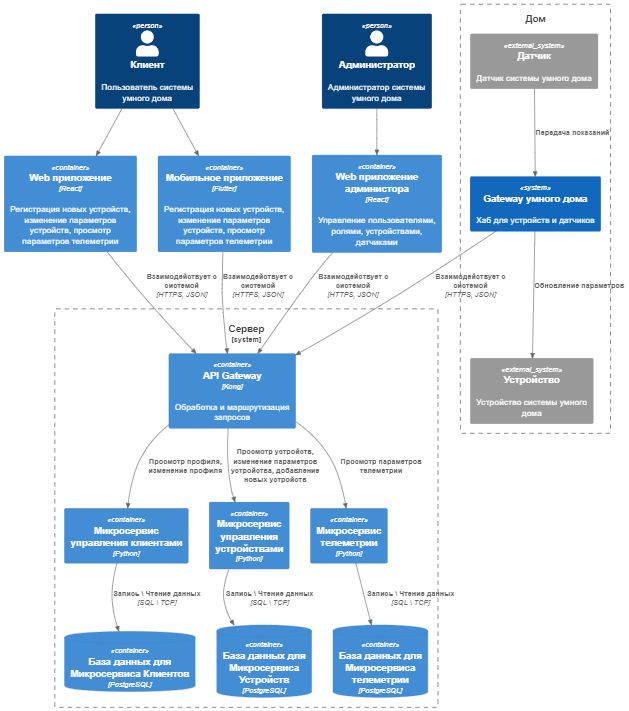 «person»
Клиент
Пользователь системы
умного дома
«person»
Администратор
Администратор системы
умного дома
Дом
«external_system»
Датчик
Датчик системы умного дома
Передача показаний
«container»
Web приложение
[React]
Регистрация новых устройств,
изменение параметров
устройств, просмотр
параметров телеметрии
«container»
Мобильное приложение
[Flutter]
Регистрация новых устройств,
изменение параметров
устройств, просмотр
параметров телеметрии
«container»
Web приложение
администора
[React]
Управление пользователями,
ролями, устройствами,
датчиками
«system»
Gateway умного дома
Хаб для устройств и датчиков
Взаимодействует с
системой
[HTTPS, JSON]
Взаимодействует с
системой
[HTTPS, JSON]
Взаимодействует с
системой
[HTTPS, JSON]
Взаимодействует с
системой
[HTTPS, JSON]
Обновление параметров
Сервер
[system]
«container»
API Gateway
[Kong]
Обработка и маршрутизация
запросов
«external_system»
Устройство
Устройство системы умного
дома
Просмотр профиля,
изменение профиля
Просмотр устройств,
изменение параметров
устройства, добавление
новых устройств
Просмотр параметров
телеметрии
«container»
Микросервис
управления клиентами
[Python]
«container»
Микросервис
управления
устройствами
[Python]
«container»
Микросервис
телеметрии
[Python]
Запись \ Чтение данных
[SQL \ TCP]
Запись \ Чтение данных
[SQL \ TCP]
Запись \ Чтение данных
[SQL \ TCP]
«container»
База данных для
Микросервиса Клиентов
[PostgreSQL]
«container»
База данных для
Микросервиса
Устройств
[PostgreSQL]
«container»
База данных для
Микросервиса
телеметрии
[PostgreSQL]